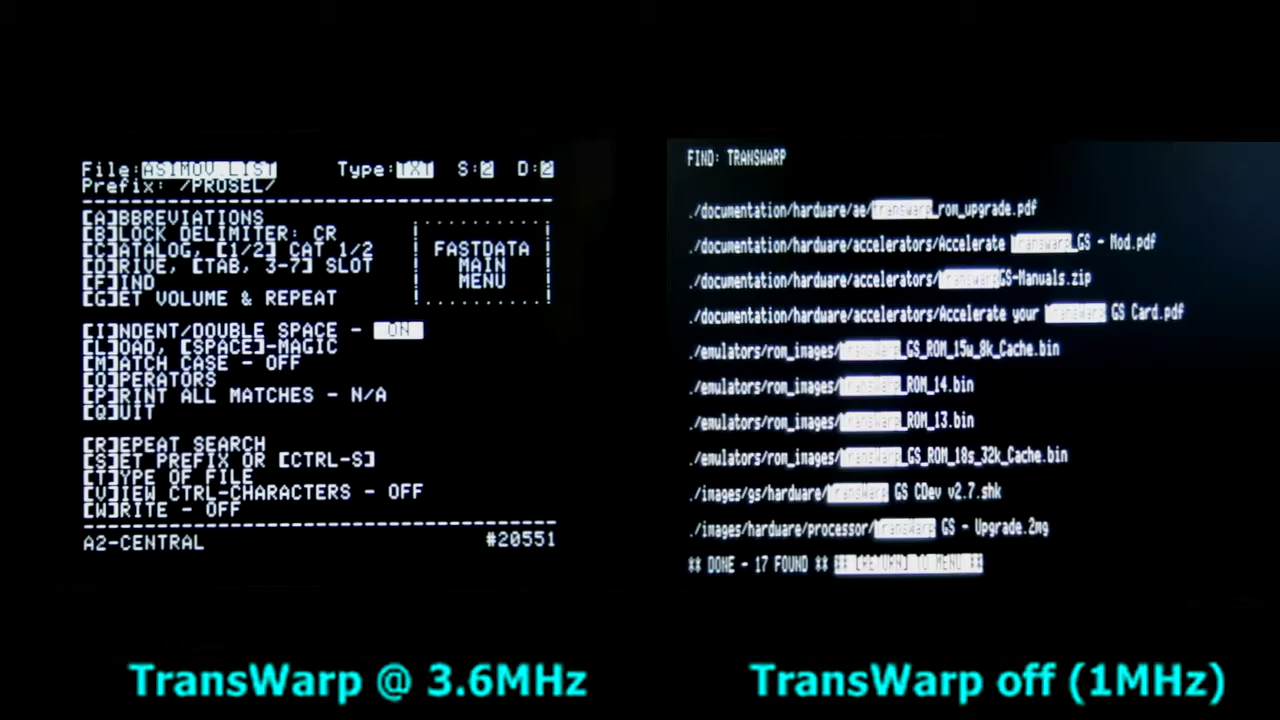 File:ASIMOV LIST Type:TXT S:2 D:2
Prefix: /PROSEL/
[A]BBREVIATIONS
[B]LOCK DELIMITER: CR
[C]ATALOG, [1/2] CAT 1/2
[D]RIVE, [TAB, 3-7] SLOT
[F]IND
[G]ET VOLUME & REPEAT
FASTDATA
MAIN
MENU
[I]NDENT/DOUBLE SPACE - ON
[L]OAD, [SPACE]-MAGIC
[M]ATCH CASE - OFF
[O]PERATORS
[P]RINT ALL MATCHES - N/A
[Q]UIT
[R]EPEAT SEARCH
[S]ET PREFIX OR [CTRL-S]
[T]YPE OF FILE
[V]IEW CTRL-CHARACTERS - OFF
[W]RITE - OFF
A2-CENTRAL #20551
FIND: TRANSWARP
./documentation/hardware/ae/transwarp_rom_upgrade.pdf
./documentation/hardware/accelerators/Accelerate Transwarp GS - Mod.pdf
./documentation/hardware/accelerators/TranswarpGS-Manuals.zip
./documentation/hardware/accelerators/Accelerate your Transwarp GS Card.pdf
./emulators/rom_images/TransWarp_GS_ROM_15u_8k_Cache.bin
./emulators/rom_images/TransWarp_ROM_14.bin
./emulators/rom_images/TransWarp_ROM_13.bin
./emulators/rom_images/TransWarp_GS_ROM_18s_32k_Cache.bin
./images/gs/hardware/TransWarp GS CDev v2.7.shk
./images/hardware/processor/TransWarp GS - Upgrade.2mg
** DONE - 17 FOUND ** ** [RETURN] TO MENU **
TransWarp @ 3.6MHz
TransWarp off (1MHz)